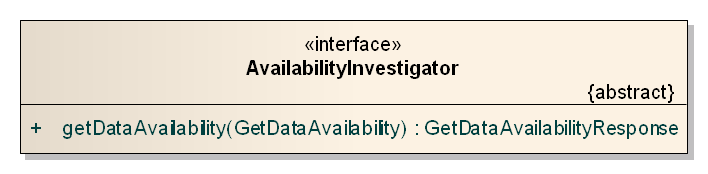 «interface»
AvailabilityInvestigator
{abstract}
+ getDataAvailability(GetDataAvailability) : GetDataAvailabilityResponse